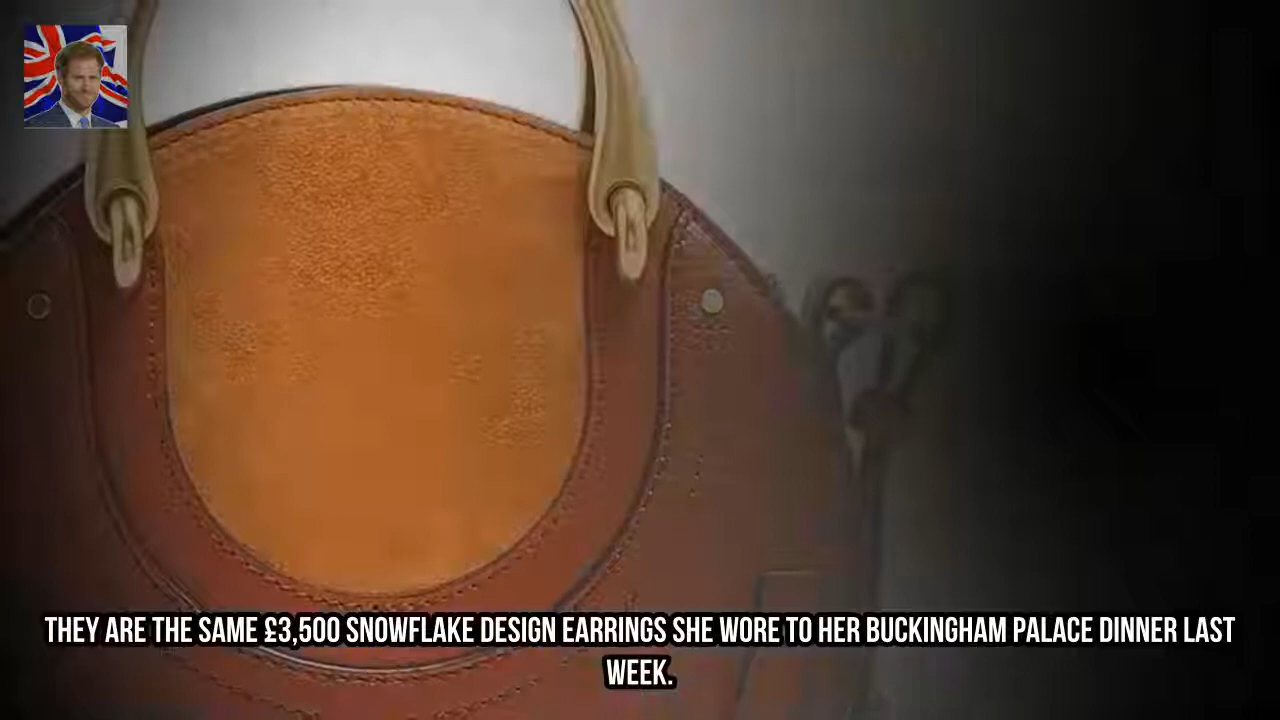 THEY ARE THE SAME £3,500 SNOWFLAKE DESIGN EARRINGS SHE WORE TO HER BUCKINGHAM PALACE DINNER LAST
WEEK.